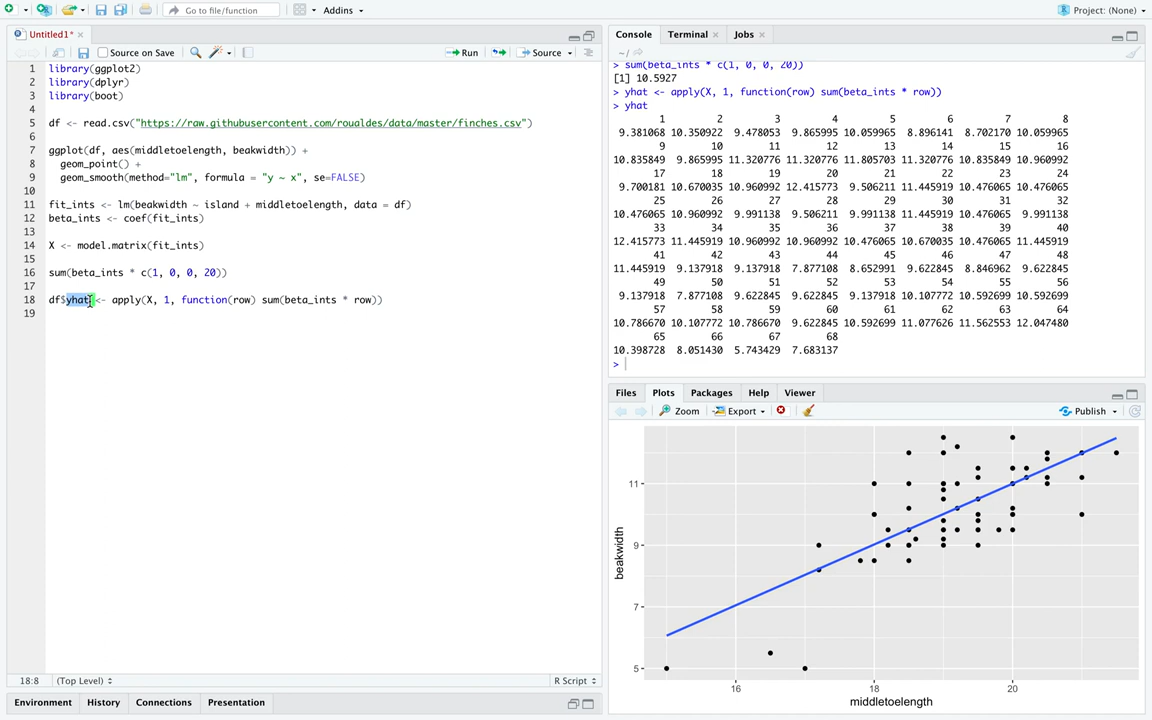 Go to file/function
Addins
Project: (None)
Untitled1*
Source on Save
Run
Source
1 library(ggplot2)
2 library(dplyr)
3 library(boot)
4
5 df <- read.csv("https://raw.githubusercontent.com/roualdes/data/master/finches.csv")
6
7 ggplot(df, aes(middletoelength, beakwidth)) +
8 geom_point() +
9 geom_smooth(method="lm", formula = "y ~ x", se=FALSE)
10
11 fit_ints <- lm(beakwidth ~ island + middletoelength, data = df)
12 beta_ints <- coef(fit_ints)
13
14 X <- model.matrix(fit_ints)
15
16 sum(beta_ints * c(1, 0, 0, 20))
17
18 df$yhat <- apply(X, 1, function(row) sum(beta_ints * row))
19
18:8 (Top Level) R Script
Environment History Connections Presentation
Console Terminal Jobs
~/
> sum(beta_ints * c(1, 0, 0, 20))
[1] 10.5927
> yhat <- apply(X, 1, function(row) sum(beta_ints * row))
> yhat
1 2 3 4 5 6 7 8
9.381068 10.350922 9.478053 9.865995 10.059965 8.896141 8.702170 10.059965
9 10 11 12 13 14 15 16
10.835849 9.865995 11.320776 11.805703 11.320776 10.835849 10.960992
17 18 19 20 21 22 23 24
9.700181 10.670035 10.960992 12.415773 9.506211 11.445919 10.476065 10.476065
25 26 27 28 29 30 31 32
10.476065 10.960992 9.991138 9.506211 9.991138 11.445919 10.476065 9.991138
33 34 35 36 37 38 39 40
12.415773 11.445919 10.960992 10.960992 10.476065 10.670035 10.476065 11.445919
41 42 43 44 45 46 47 48
11.445919 9.137918 9.137918 7.877108 8.652991 9.622845 8.846962 9.622845
49 50 51 52 53 54 55 56
9.137918 7.877108 9.622845 9.622845 9.137918 10.107772 10.592699 10.592699
57 58 59 60 61 62 63 64
10.786670 10.107772 10.786670 9.622845 10.592699 11.077626 11.562553 12.047480
65 66 67 68
10.398728 8.051430 5.743429 7.683137
>
Files Plots Packages Help Viewer
Zoom Export Publish
11
9
7
5
beakwidth
16 18 20
middletoelength